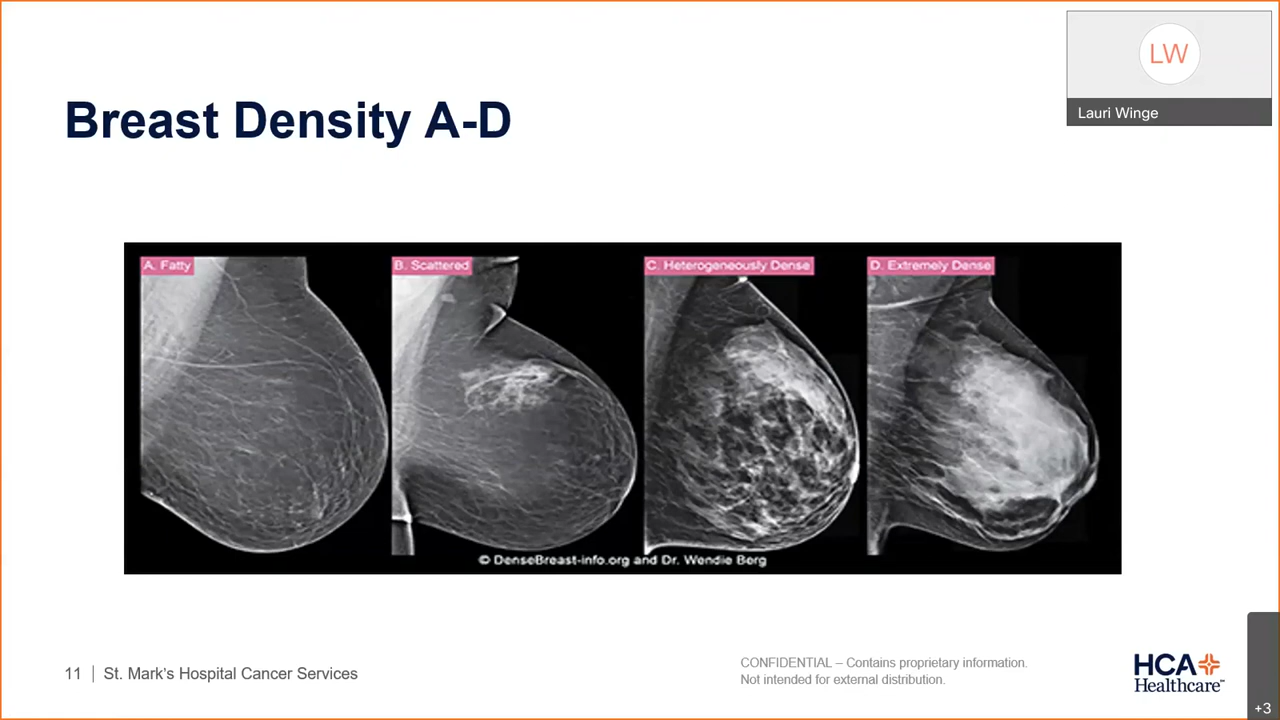 LW
Lauri Winge
Breast Density A-D
A. Fatty
B. Scattered
C. Heterogeneously Dense
D. Extremely Dense
© DenseBreast-info.org and Dr. Wendie Berg
11 | St. Mark's Hospital Cancer Services
CONFIDENTIAL – Contains proprietary information.
Not intended for external distribution.
HCA
Healthcare™
+3